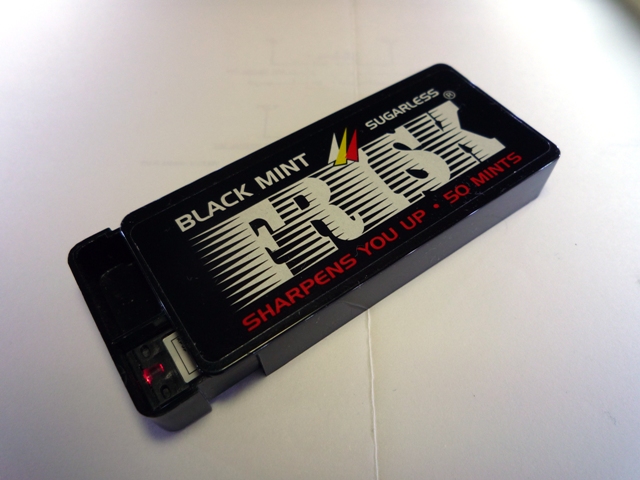 BLACK MINT SUGARLESS
FRISK®
SHARPENS YOU UP • 50 MINTS